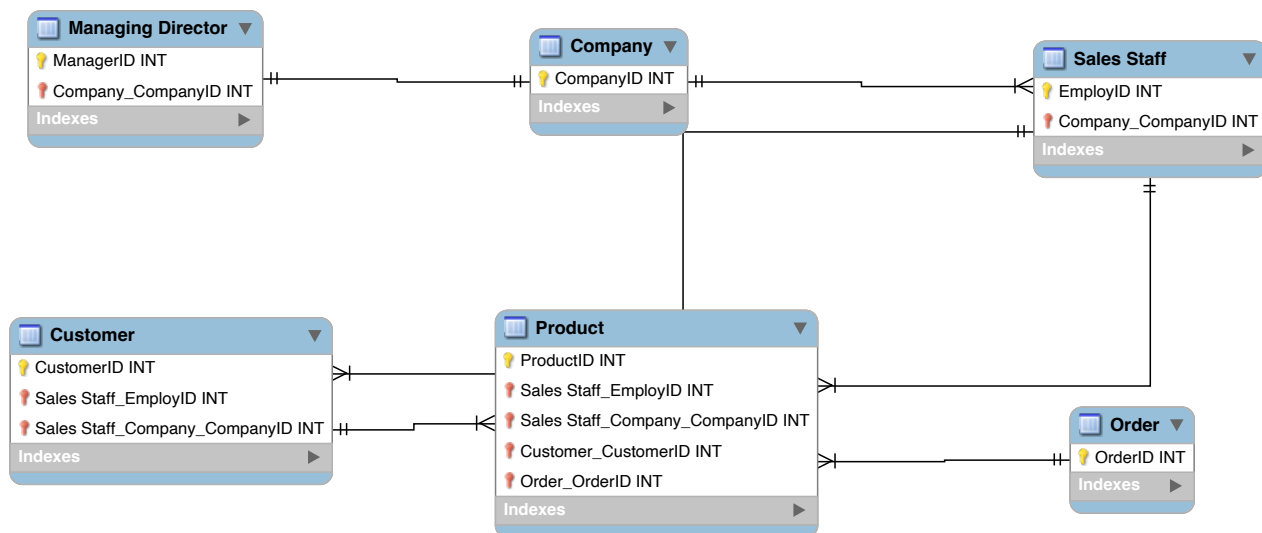 Managing Director
ManagerID INT
Company_CompanyID INT
Indexes
Company
CompanyID INT
Indexes
Sales Staff
EmployID INT
Company_CompanyID INT
Indexes
Customer
CustomerID INT
Sales Staff_EmployID INT
Sales Staff_Company_CompanyID INT
Indexes
Product
ProductID INT
Sales Staff_EmployID INT
Sales Staff_Company_CompanyID INT
Customer_CustomerID INT
Order_OrderID INT
Indexes
Order
OrderID INT
Indexes